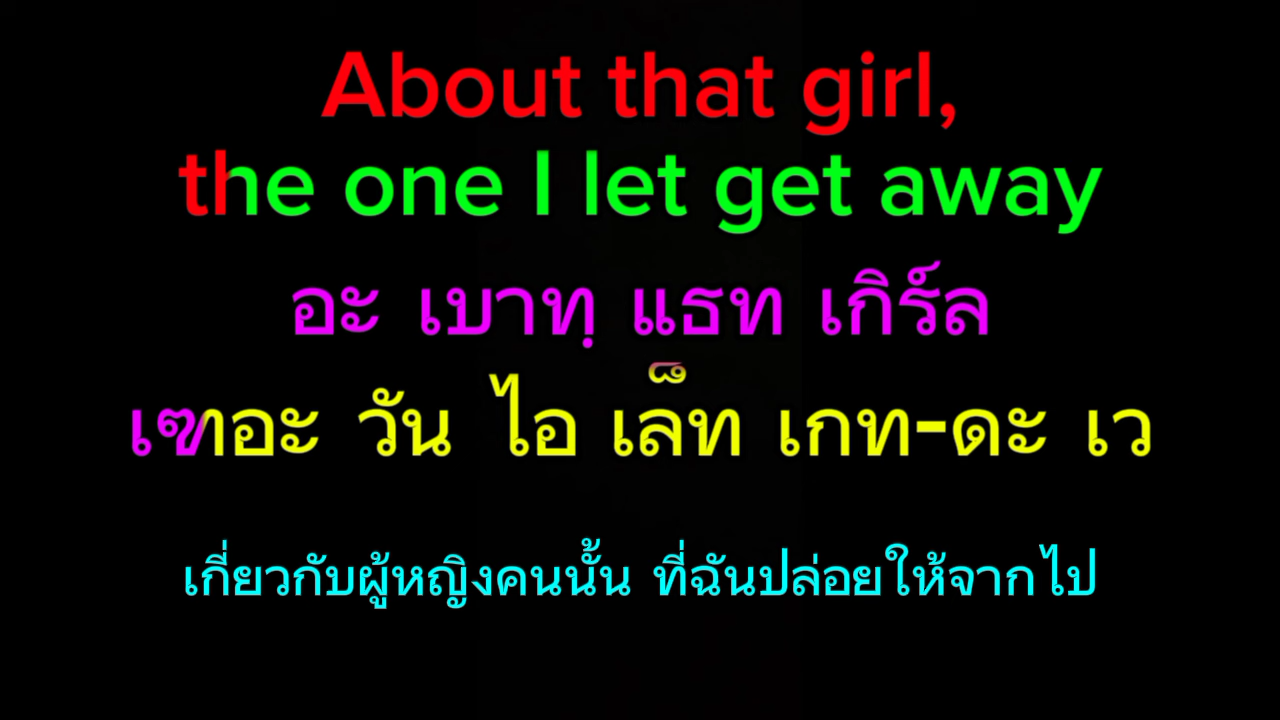 About that girl,
the one I let get away
อะ เบาทฺ แธท เกิร์ล
เฑอะ วัน ไอ เล็ท เกท-ดะ เว
เกี่ยวกับผู้หญิงคนนั้น ที่ฉันปล่อยให้จากไป